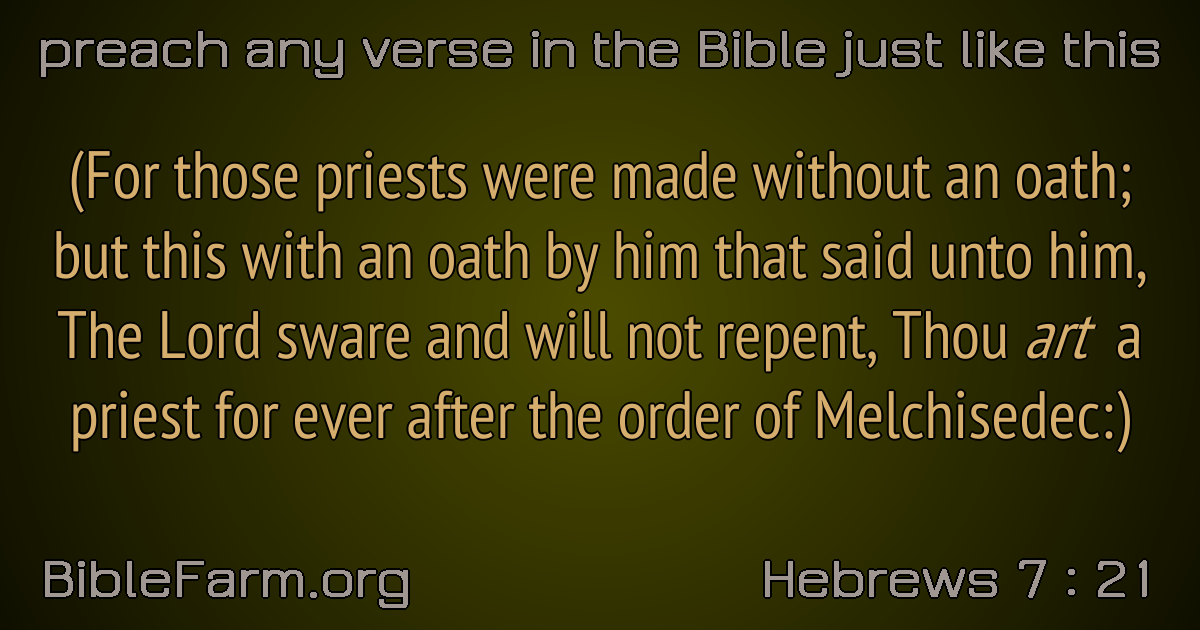 preach any verse in the Bible just like this
(For those priests were made without an oath;
but this with an oath by him that said unto him,
The Lord sware and will not repent, Thou art a
priest for ever after the order of Melchisedec:)
BibleFarm.org
Hebrews 7 : 21